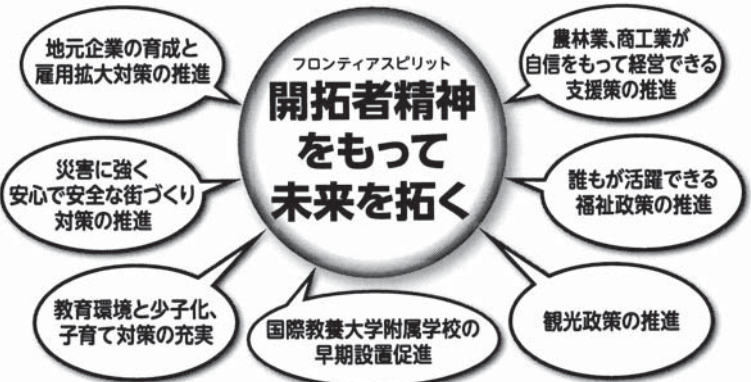 フロンティアスピリット
開拓者精神
をもって
未来を拓く
地元企業の育成と
雇用拡大対策の推進
災害に強く
安心で安全な街づくり
対策の推進
教育環境と少子化、
子育て対策の充実
国際教養大学附属学校の
早期設置促進
観光政策の推進
誰もが活躍できる
福祉政策の推進
農林業、商工業が
自信をもって経営できる
支援策の推進